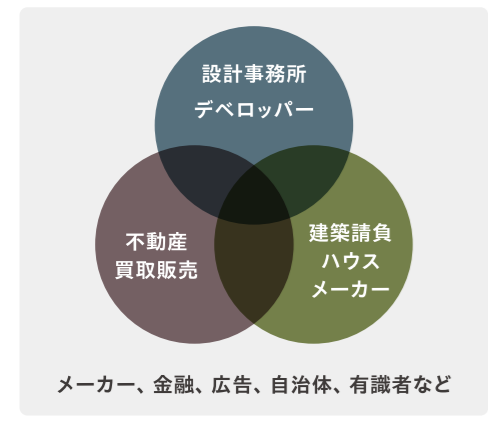 設計事務所
デベロッパー
不動産
買取販売
建築請負
ハウス
メーカー
メーカー、金融、広告、自治体、有識者など